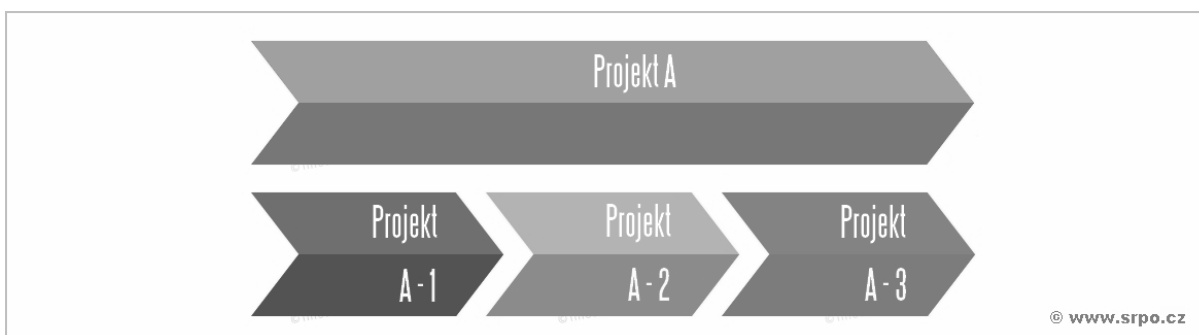 Projekt A
Projekt
A - 1
Projekt
A - 2
Projekt
A - 3
© www.srpo.cz